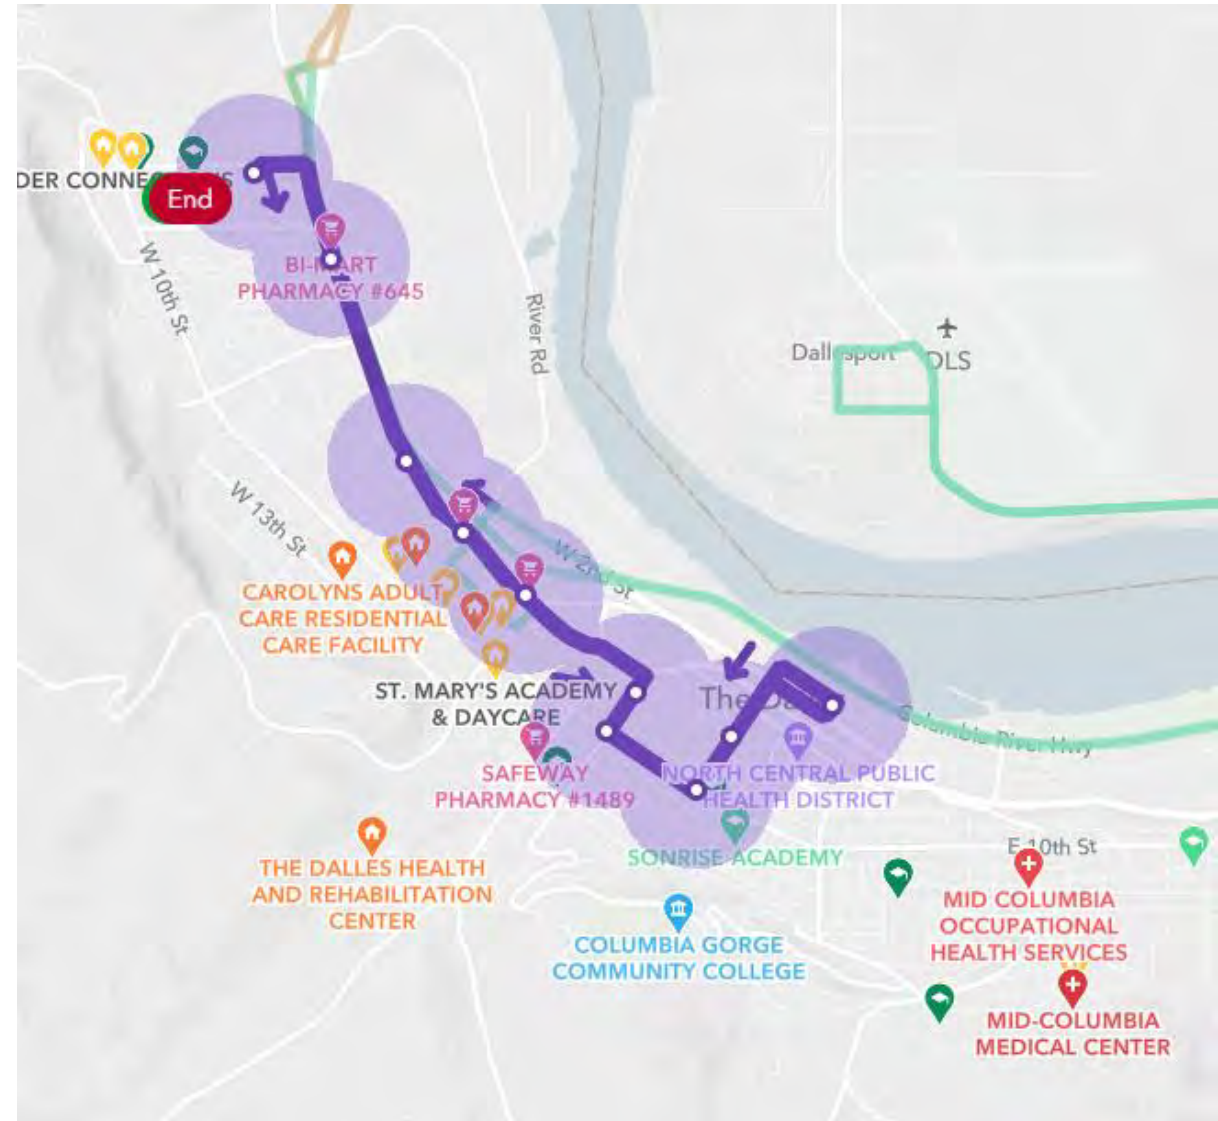 End
BI-MART
PHARMACY #645
W 10th St
River Rd
DLS
W 13th St
W 2nd St
CAROLYNS ADULT
CARE RESIDENTIAL
CARE FACILITY
ST. MARY'S ACADEMY
& DAYCARE
The
Columbia River Hwy
SAFEWAY
PHARMACY #1489
NORTH CENTRAL PUBLIC
HEALTH DISTRICT
SONRISE ACADEMY
E 10th St
THE DALLES HEALTH
AND REHABILITATION
CENTER
MID COLUMBIA
OCCUPATIONAL
HEALTH SERVICES
COLUMBIA GORGE
COMMUNITY COLLEGE
MID-COLUMBIA
MEDICAL CENTER